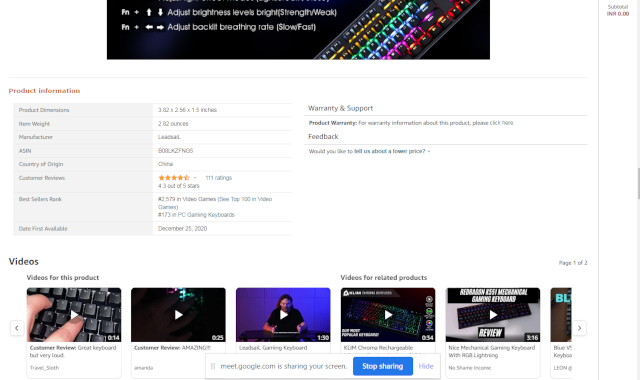 Fn + Adjust brightness levels bright(Strength/Weak)
Fn + Adjust backlit breathing rate (Slow/Fast)
Subtotal
INR 0.00
Product information
Product Dimensions 3.82 x 2.56 x 1.5 inches
Item Weight 2.82 ounces
Manufacturer Leadsail
ASIN
Country of Origin China
Customer Reviews 111 ratings
4.3 out of 5 stars
Best Sellers Rank #2,579 in Video Games (See Top 100 in Video
Games)
#173 in PC Gaming Keyboards
Date First Available December 25, 2020
Warranty & Support
Product Warranty: For warranty information about this product, please click here
Feedback
Would you like to tell us about a lower price?
Videos
Page 1 of 2
Videos for this product
Videos for related products
0:14
0:25
1:30
KLIM CHROMA WIRELESS
OUR MOST
POPULAR KEYBOARD!
0:54
REDRAGON K551 MECHANICAL
GAMING KEYBOARD
REVIEW
3:16
BL
Customer Review: Great keyboard
but very loud.
Travel_Sloth
Customer Review: AMAZING!!!
amanda
Leadsail Gaming Keyboard
KLIM Chroma Rechargeable
Nice Mechanical Gaming Keyboard
With RGB Lightning
No Shame Income
Blue VS
Keyboa
LEON @
meet.google.com is sharing your screen.
Stop sharing
Hide